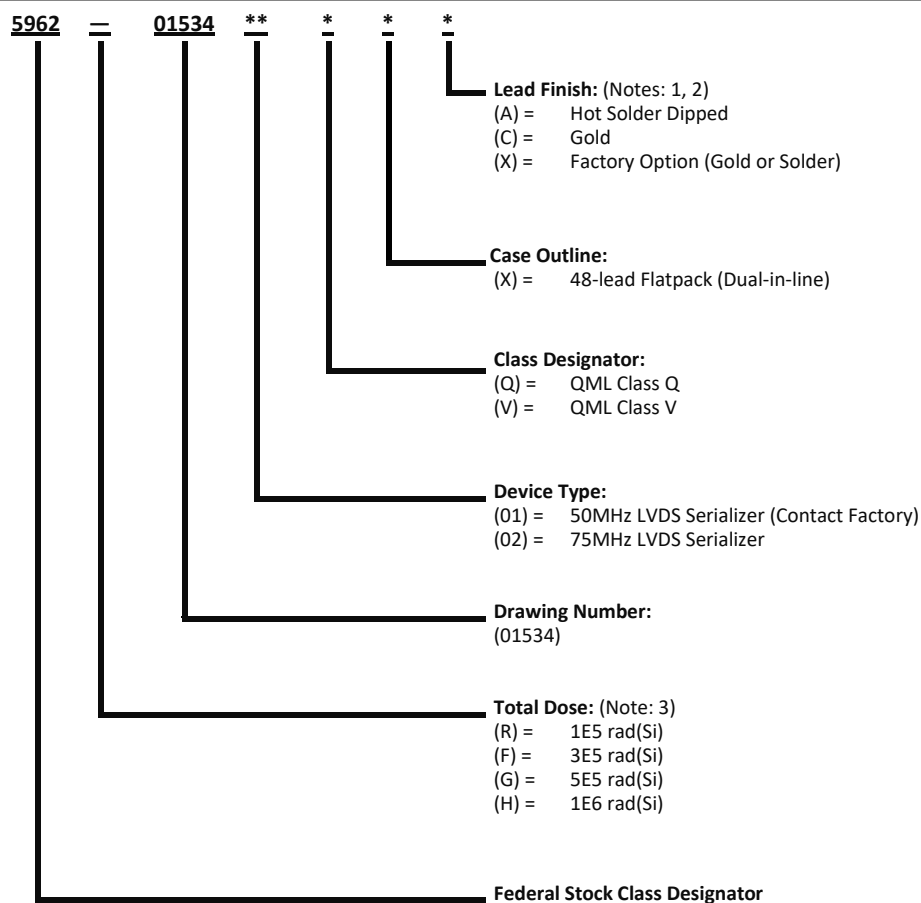 5962 — 01534 ** * * *
Lead Finish: (Notes: 1, 2)
(A) = Hot Solder Dipped
(C) = Gold
(X) = Factory Option (Gold or Solder)
Case Outline:
(X) = 48-lead Flatpack (Dual-in-line)
Class Designator:
(Q) = QML Class Q
(V) = QML Class V
Device Type:
(01) = 50MHz LVDS Serializer (Contact Factory)
(02) = 75MHz LVDS Serializer
Drawing Number:
(01534)
Total Dose: (Note: 3)
(R) = 1E5 rad(Si)
(F) = 3E5 rad(Si)
(G) = 5E5 rad(Si)
(H) = 1E6 rad(Si)
Federal Stock Class Designator